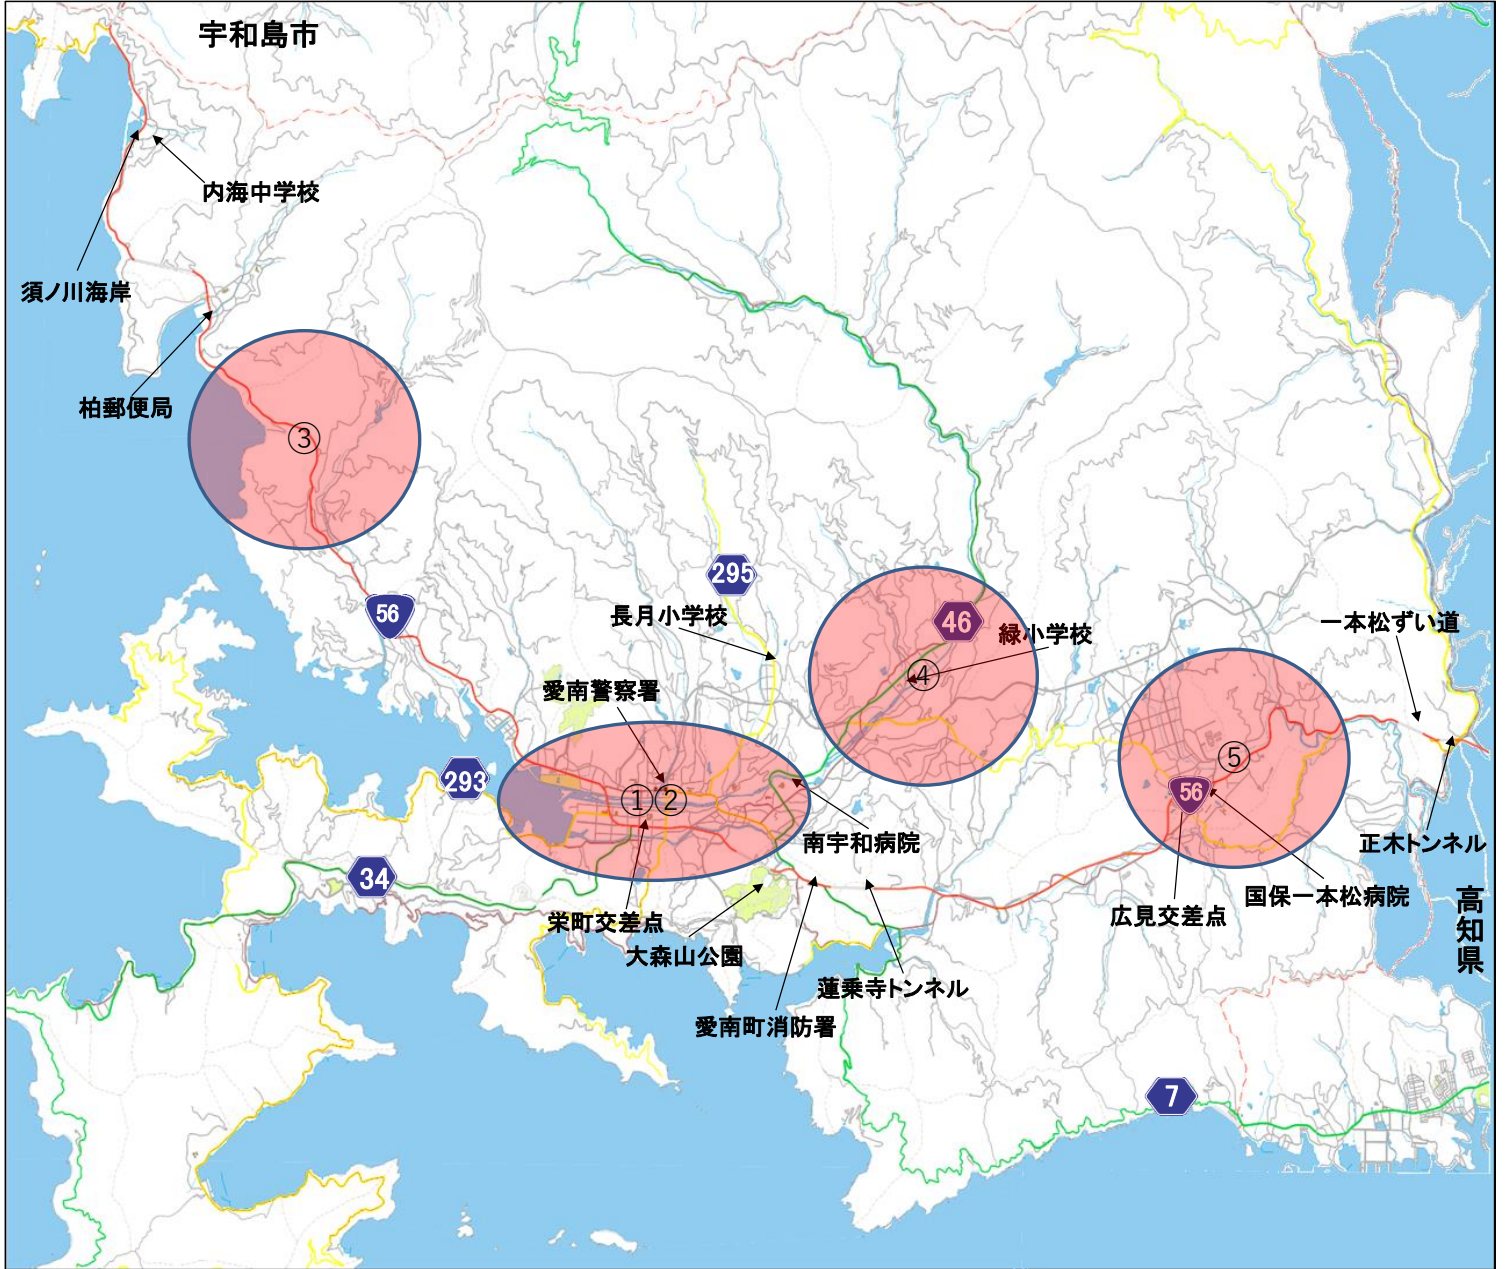 宇和島市
内海中学校
須ノ川海岸
柏郵便局
③
295
56
長月小学校
46
緑小学校
一本松ずい道
④
愛南警察署
⑤
293
①
②
56
南宇和病院
正木トンネル
34
国保一本松病院
広見交差点
高知県
栄町交差点
大森山公園
蓮乗寺トンネル
愛南町消防署
7